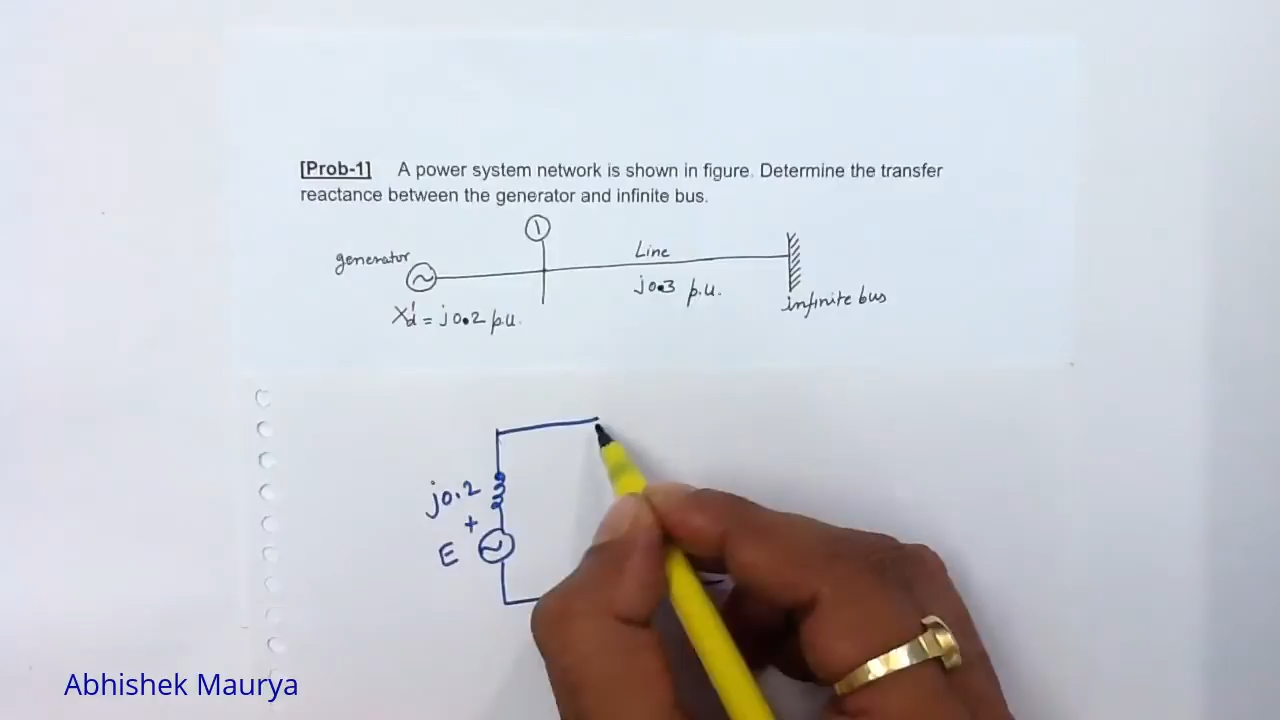 [Prob-1] A power system network is shown in figure. Determine the transfer
reactance between the generator and infinite bus.
1
generator
Line
j0.3 p.u.
infinite bus
X'd = j0.2 p.u.
j0.2
+
E
Abhishek Maurya